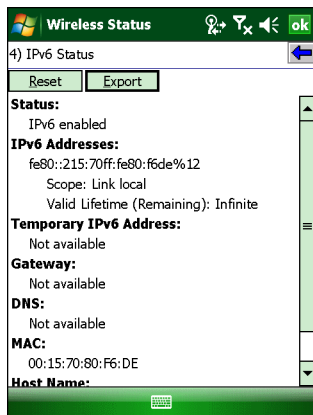 Wireless Status
ok
4) IPv6 Status
Reset Export
Status:
IPv6 enabled
IPv6 Addresses:
fe80::215:70ff:fe80:f6de%12
Scope: Link local
Valid Lifetime (Remaining): Infinite
Temporary IPv6 Address:
Not available
Gateway:
Not available
DNS:
Not available
MAC:
00:15:70:80:F6:DE
Host Name: